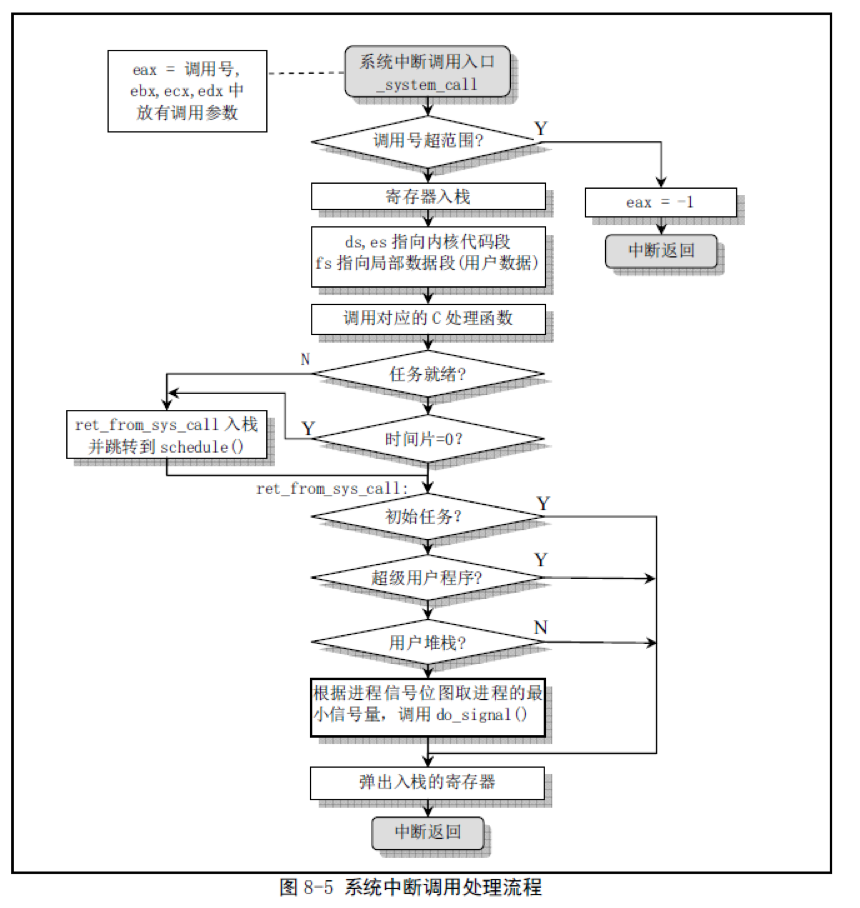 eax = 调用号,
ebx,ecx,edx 中
放有调用参数
系统中断调用入口
_system_call
调用号超范围?
Y
寄存器入栈
eax = -1
ds,es 指向内核代码段
fs 指向局部数据段(用户数据)
中断返回
调用对应的 C 处理函数
N
任务就绪?
ret_from_sys_call 入栈
并跳转到 schedule()
Y
时间片=0?
ret_from_sys_call:
初始任务?
Y
超级用户程序?
Y
用户堆栈?
N
根据进程信号位图取进程的最
小信号量，调用 do_signal()
弹出入栈的寄存器
中断返回
图 8-5 系统中断调用处理流程